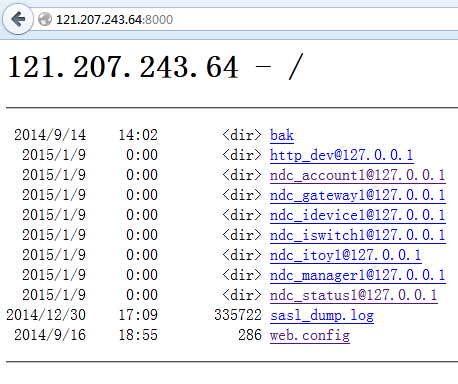 121.207.243.64:8000
121.207.243.64 - /
2014/9/14 14:02 <dir> bak
2015/1/9 0:00 <dir> http_dev@127.0.0.1
2015/1/9 0:00 <dir> ndc_account1@127.0.0.1
2015/1/9 0:00 <dir> ndc_gateway1@127.0.0.1
2015/1/9 0:00 <dir> ndc_idevice1@127.0.0.1
2015/1/9 0:00 <dir> ndc_iswitch1@127.0.0.1
2015/1/9 0:00 <dir> ndc_itoy1@127.0.0.1
2015/1/9 0:00 <dir> ndc_manager1@127.0.0.1
2015/1/9 0:00 <dir> ndc_status1@127.0.0.1
2014/12/30 17:09 335722 sasl_dump.log
2014/9/16 18:55 286 web.config